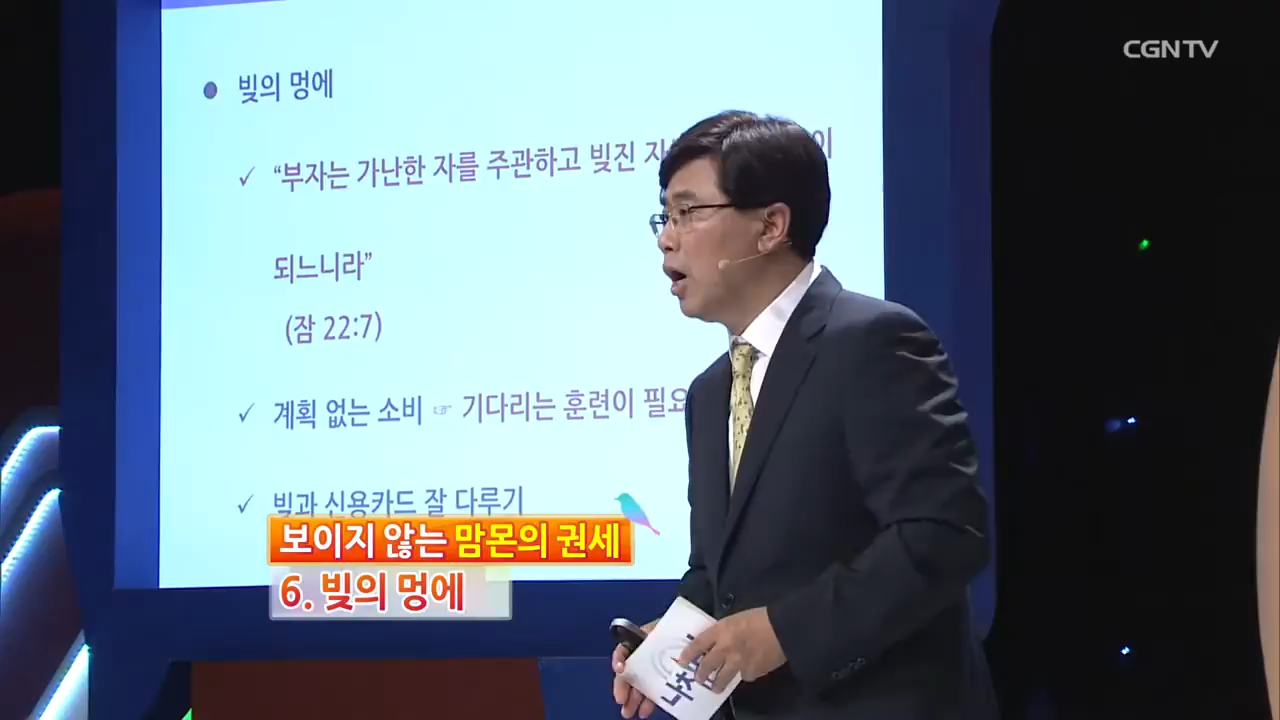 CGNTV
● 빚의 멍에
✓ “부자는 가난한 자를 주관하고 빚진
되느니라”
(잠 22:7)
✓ 계획 없는 소비 ☞ 기다리는 훈련이
✓ 빚과 신용카드 잘 다루기
보이지 않는 맘몬의 권세
6. 빚의 멍에